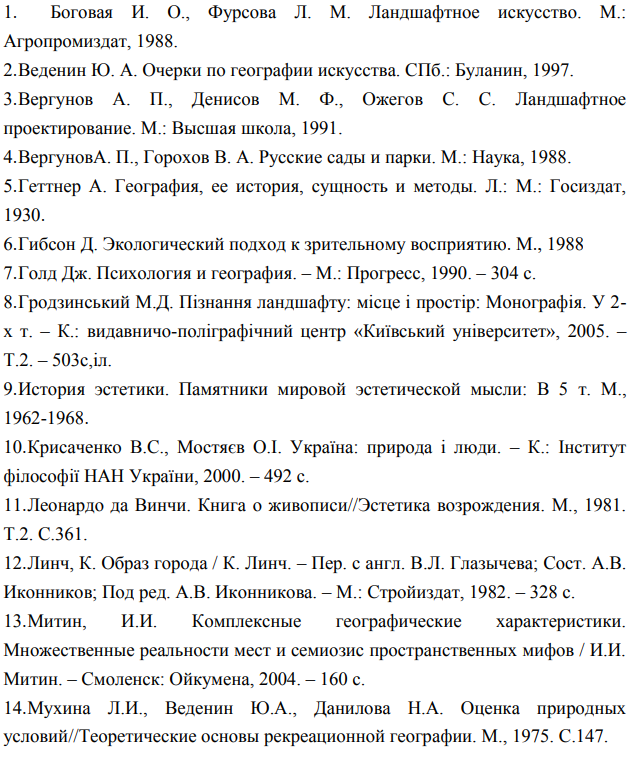 1. Боговая И. О., Фурсова Л. М. Ландшафтное искусство. М.:
Агропромиздат, 1988.
2.Веденин Ю. А. Очерки по географии искусства. СПб.: Буланин, 1997.
3.Вергунов А. П., Денисов М. Ф., Ожегов С. С. Ландшафтное
проектирование. М.: Высшая школа, 1991.
4.ВергуновА. П., Горохов В. А. Русские сады и парки. М.: Наука, 1988.
5.Геттнер А. География, ее история, сущность и методы. Л.: М.: Госиздат,
1930.
6.Гибсон Д. Экологический подход к зрительному восприятию. М., 1988
7.Голд Дж. Психология и география. – М.: Прогресс, 1990. – 304 с.
8.Гродзинський М.Д. Пізнання ландшафту: місце і простір: Монографія. У 2-
х т. – К.: видавничо-поліграфічний центр «Київський університет», 2005. –
Т.2. – 503с,іл.
9.История эстетики. Памятники мировой эстетической мысли: В 5 т. М.,
1962-1968.
10.Крисаченко В.С., Мостяєв О.І. Україна: природа і люди. – К.: Інститут
філософії НАН України, 2000. – 492 с.
11.Леонардо да Винчи. Книга о живописи//Эстетика возрождения. М., 1981.
Т.2. С.361.
12.Линч, К. Образ города / К. Линч. – Пер. с англ. В.Л. Глазычева; Сост. А.В.
Иконников; Под ред. А.В. Иконникова. – М.: Стройиздат, 1982. – 328 с.
13.Митин, И.И. Комплексные географические характеристики.
Множественные реальности мест и семиозис пространственных мифов / И.И.
Митин. – Смоленск: Ойкумена, 2004. – 160 с.
14.Мухина Л.И., Веденин Ю.А., Данилова Н.А. Оценка природных
условий//Теоретические основы рекреационной географии. М., 1975. С.147.